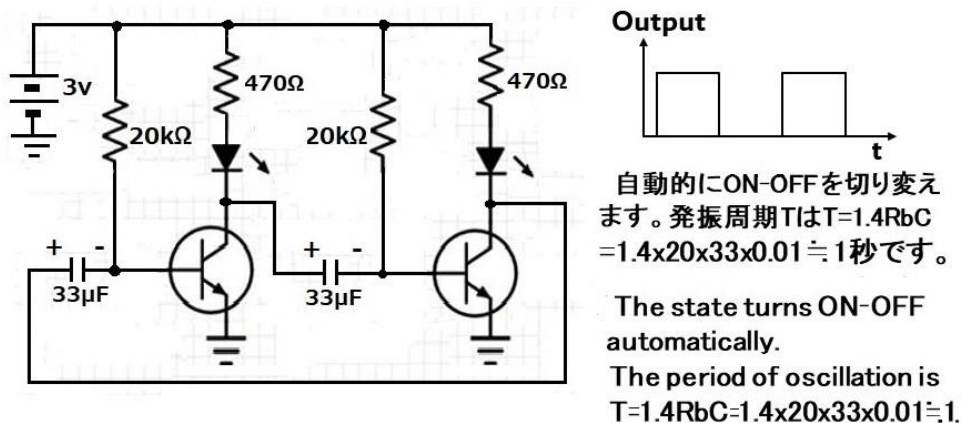 Output
3v
470Ω
470Ω
20kΩ
20kΩ
t
+ -
33μF
+ -
33μF
自動的にON-OFFを切り変え
ます。発振周期TはT=1.4RbC
=1.4x20x33x0.01≒1秒です。
The state turns ON-OFF
automatically.
The period of oscillation is
T=1.4RbC=1.4x20x33x0.01≒1.